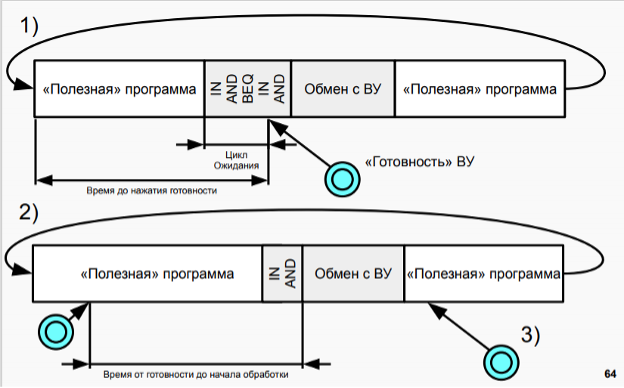 1)
«Полезная» программа
IN
AND
BEQ
IN
AND
Обмен с ВУ
«Полезная» программа
Цикл
Ожидания
«Готовность» ВУ
Время до нажатия готовности
2)
«Полезная» программа
IN
AND
Обмен с ВУ
«Полезная» программа
3)
Время от готовности до начала обработки
64